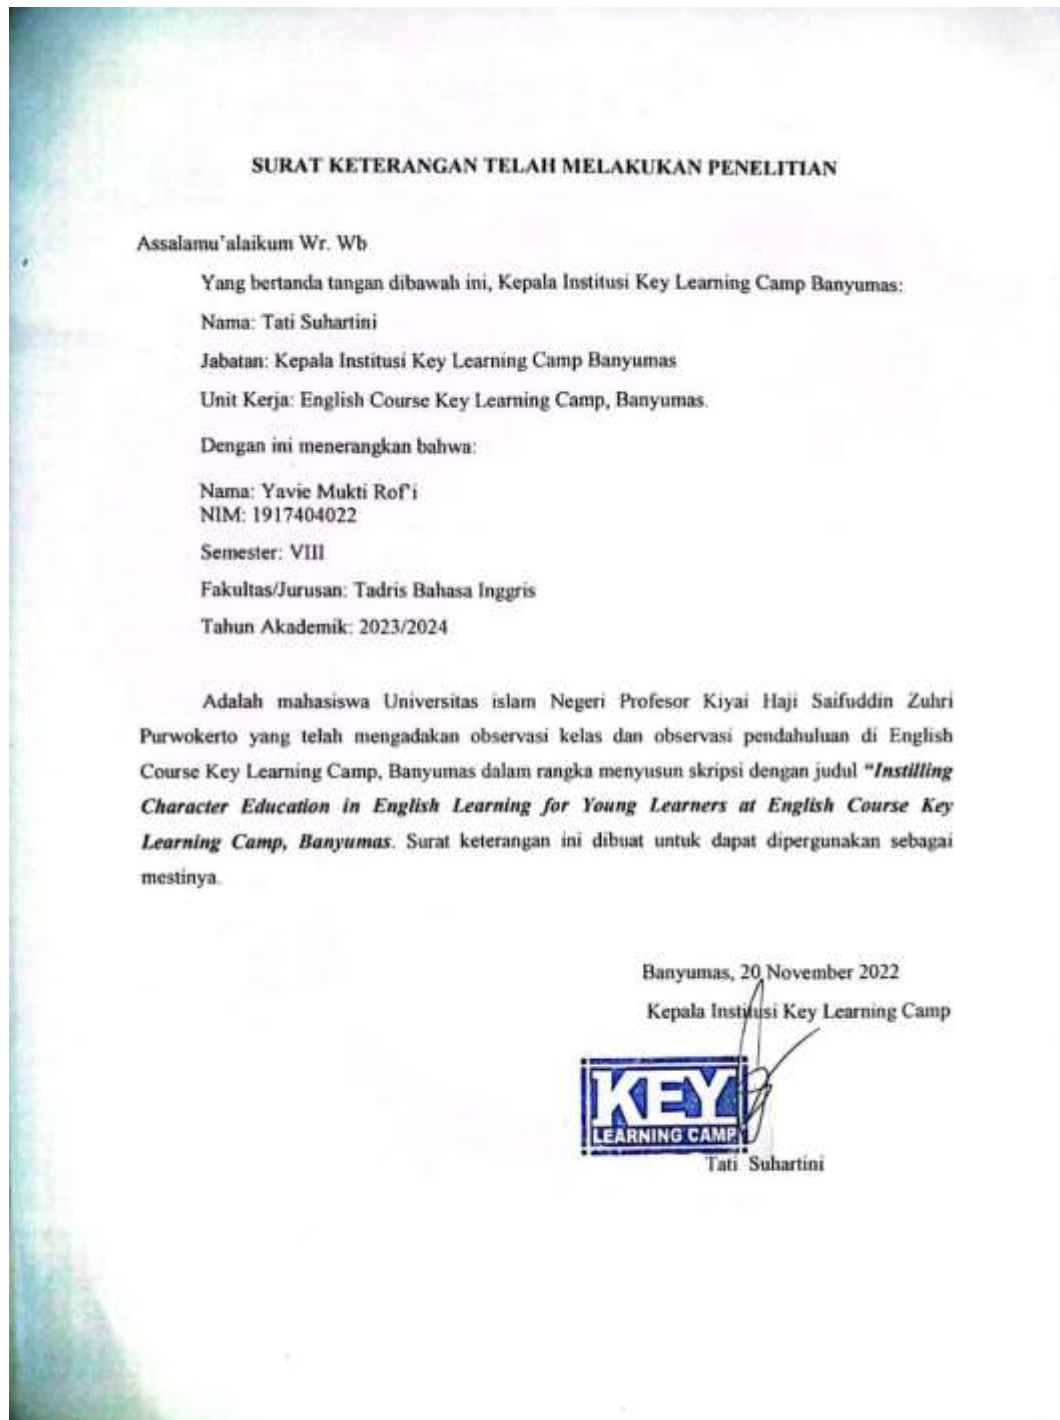 SURAT KETERANGAN TELAH MELAKUKAN PENELITIAN
Assalamu'alaikum Wr. Wb
Yang bertanda tangan dibawah ini, Kepala Institusi Key Learning Camp Banyumas:
Nama: Tati Suhartini
Jabatan: Kepala Institusi Key Learning Camp Banyumas
Unit Kerja: English Course Key Learning Camp, Banyumas.
Dengan ini menerangkan bahwa:
Nama: Yavie Mukti Rof'i
NIM: 1917404022
Semester: VIII
Fakultas/Jurusan: Tadris Bahasa Inggris
Tahun Akademik: 2023/2024
Adalah mahasiswa Universitas islam Negeri Profesor Kiyai Haji Saifuddin Zuhri
Purwokerto yang telah mengadakan observasi kelas dan observasi pendahuluan di English
Course Key Learning Camp, Banyumas dalam rangka menyusun skripsi dengan judul "Instilling
Character Education in English Learning for Young Learners at English Course Key
Learning Camp, Banyumas. Surat keterangan ini dibuat untuk dapat dipergunakan sebagai
mestinya.
Banyumas, 20 November 2022
Kepala Institusi Key Learning Camp
KEY
LEARNING CAMP
Tati Suhartini